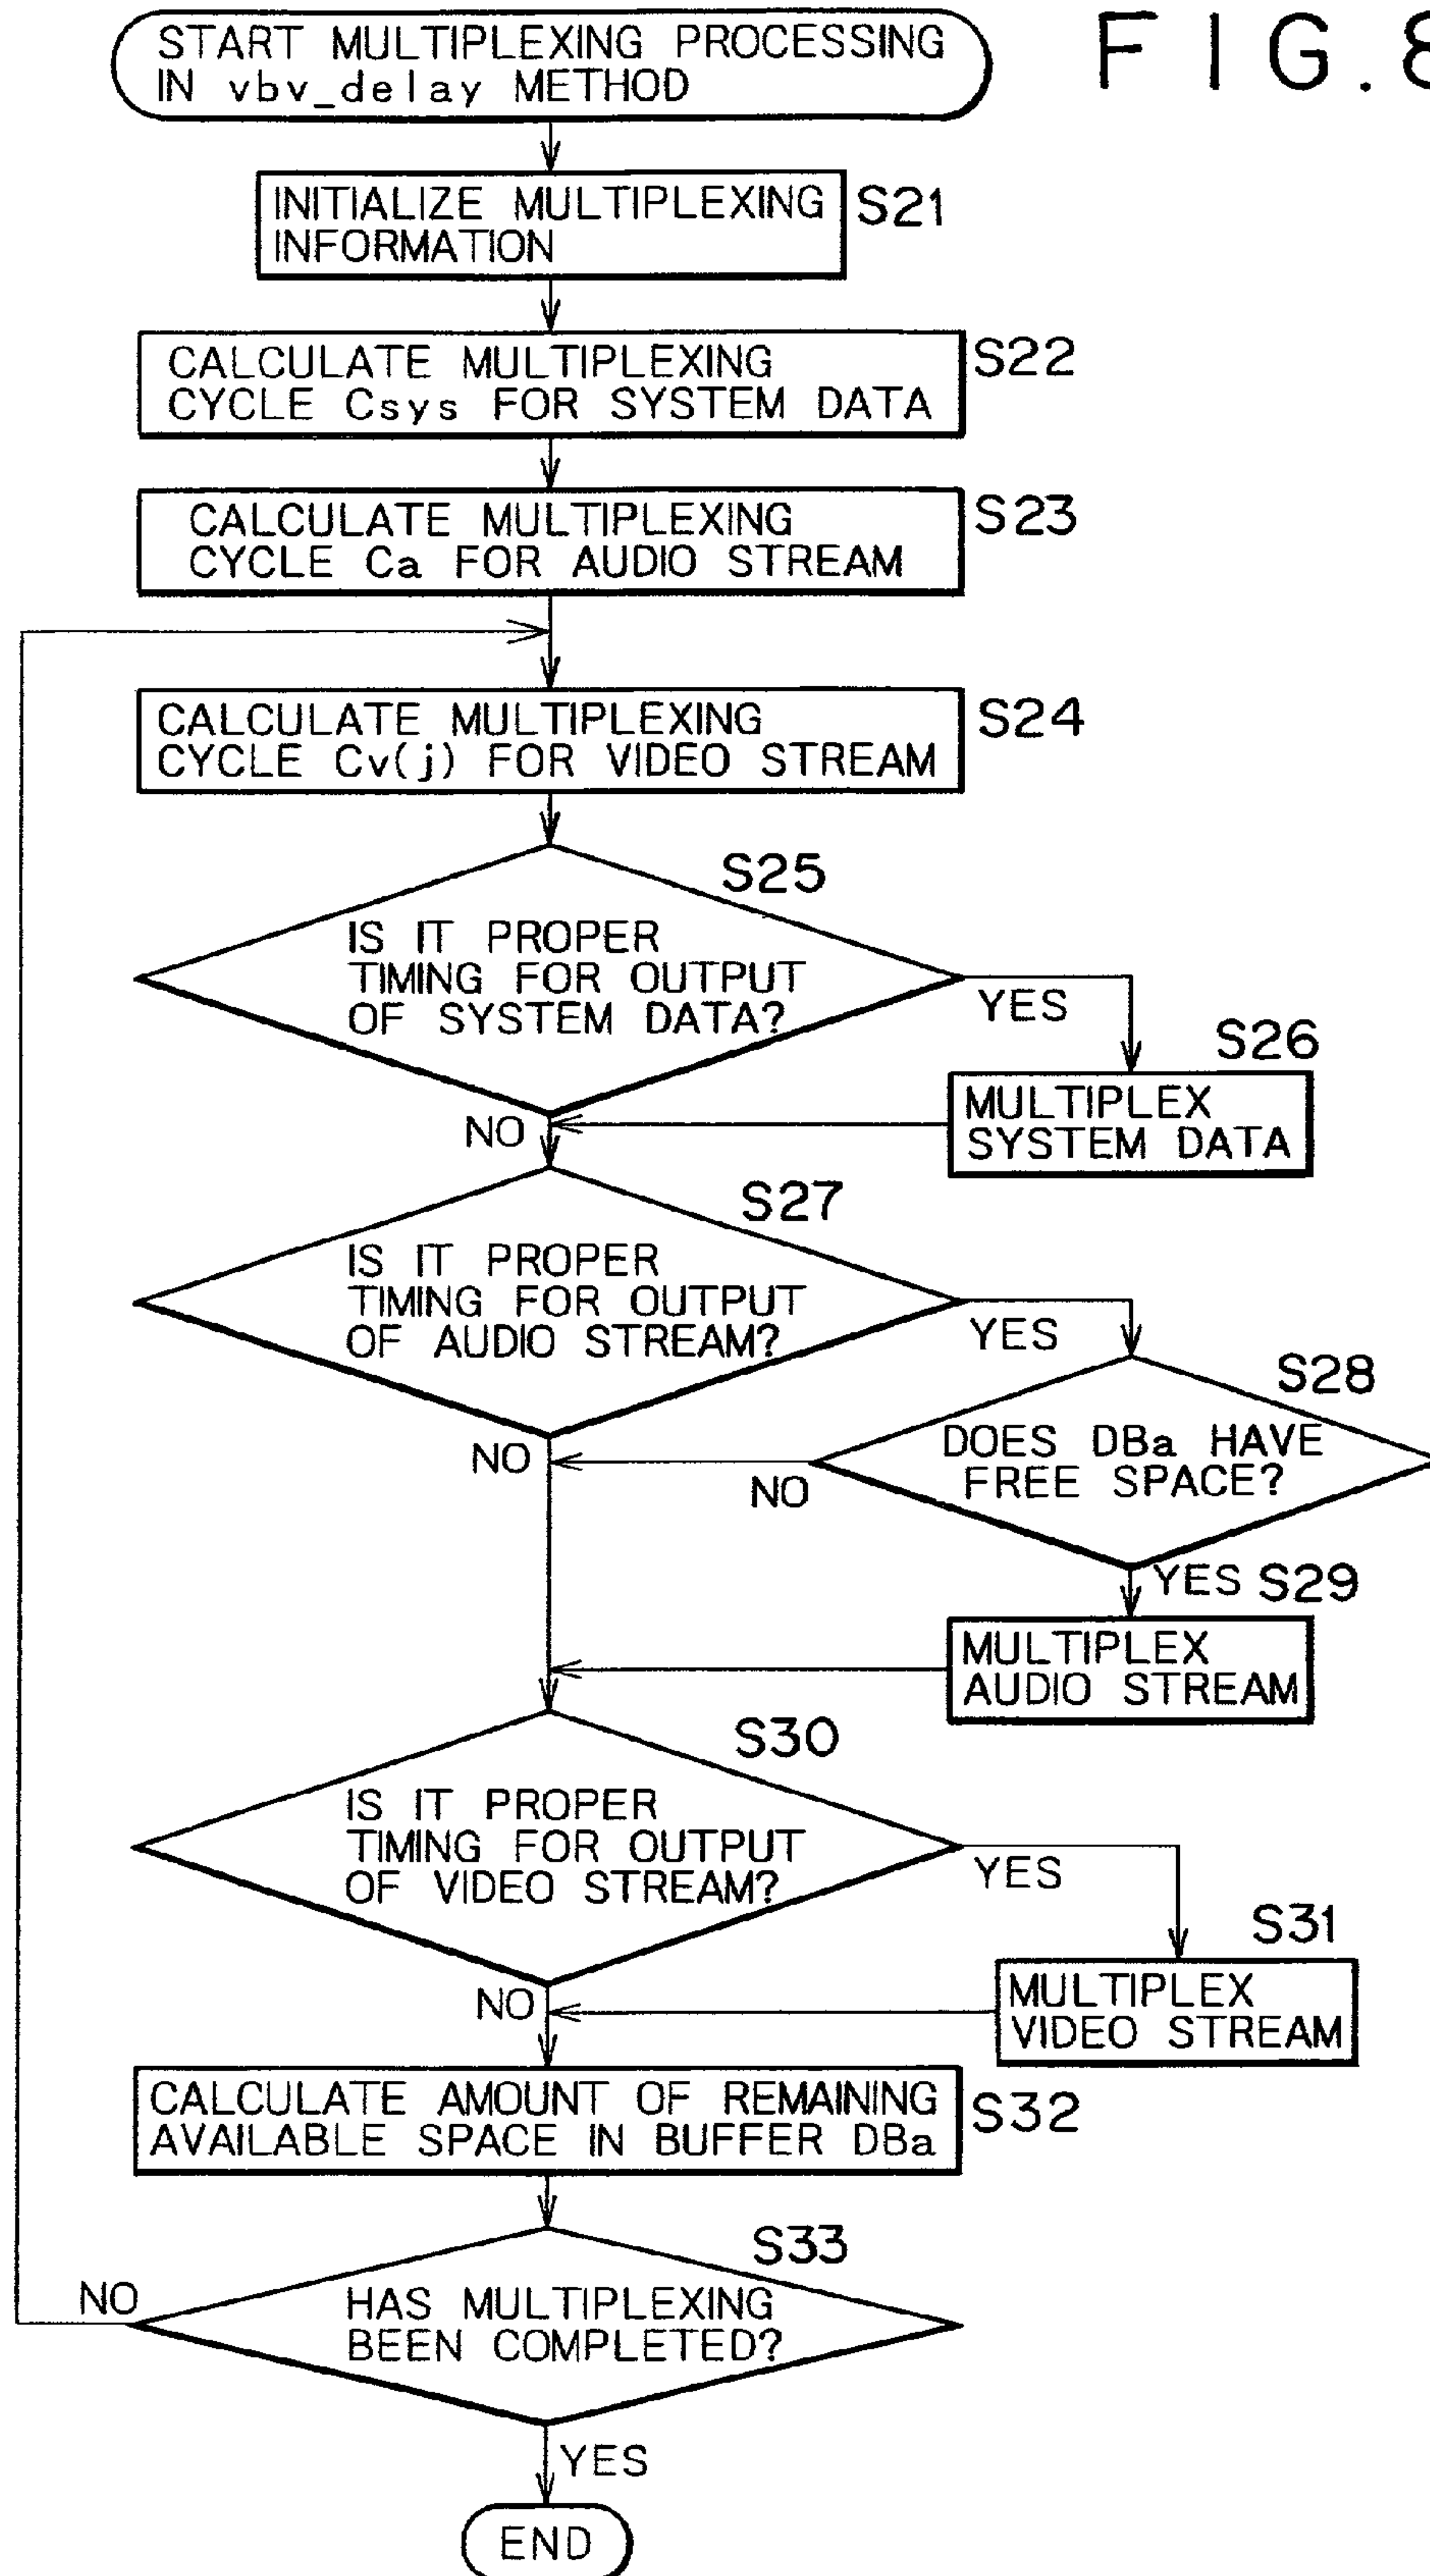 FIG.8
START MULTIPLEXING PROCESSING
IN vbv_delay METHOD
INITIALIZE MULTIPLEXING
INFORMATION
S21
CALCULATE MULTIPLEXING
CYCLE Csys FOR SYSTEM DATA
S22
CALCULATE MULTIPLEXING
CYCLE Ca FOR AUDIO STREAM
S23
CALCULATE MULTIPLEXING
CYCLE Cv(j) FOR VIDEO STREAM
S24
S25
IS IT PROPER
TIMING FOR OUTPUT
OF SYSTEM DATA?
YES
S26
MULTIPLEX
SYSTEM DATA
NO
S27
IS IT PROPER
TIMING FOR OUTPUT
OF AUDIO STREAM?
YES
S28
DOES DBa HAVE
FREE SPACE?
NO
NO
YES
S29
MULTIPLEX
AUDIO STREAM
S30
IS IT PROPER
TIMING FOR OUTPUT
OF VIDEO STREAM?
YES
S31
MULTIPLEX
VIDEO STREAM
NO
CALCULATE AMOUNT OF REMAINING
AVAILABLE SPACE IN BUFFER DBa
S32
S33
HAS MULTIPLEXING
BEEN COMPLETED?
NO
YES
END